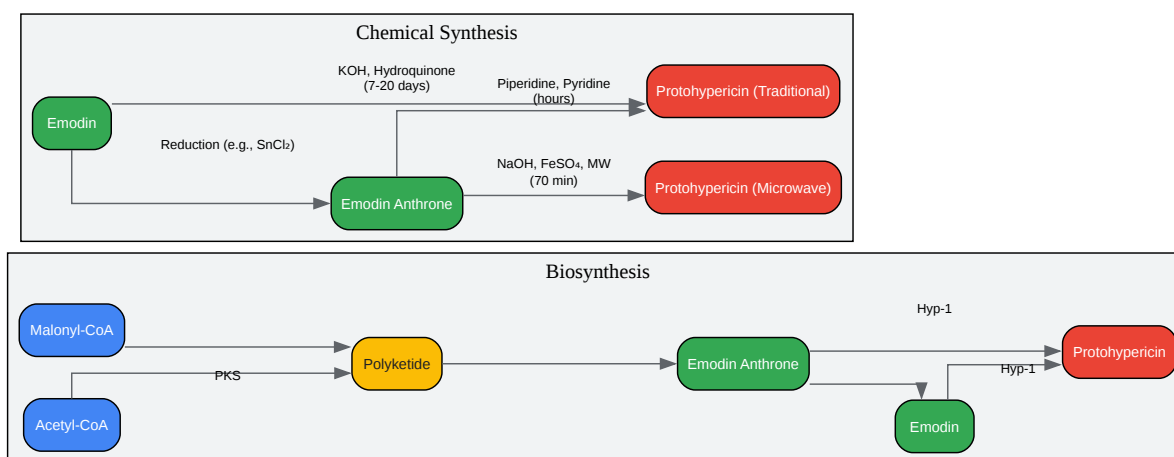 Chemical Synthesis
KOH, Hydroquinone
(7-20 days)
Piperidine, Pyridine
(hours)
Protohypericin (Traditional)
Emodin
Reduction (e.g., SnCl₂)
NaOH, FeSO₄, MW
(70 min)
Protohypericin (Microwave)
Emodin Anthrone
Biosynthesis
Hyp-1
Malonyl-CoA
Protohypericin
Polyketide
Emodin Anthrone
PKS
Hyp-1
Acetyl-CoA
Emodin